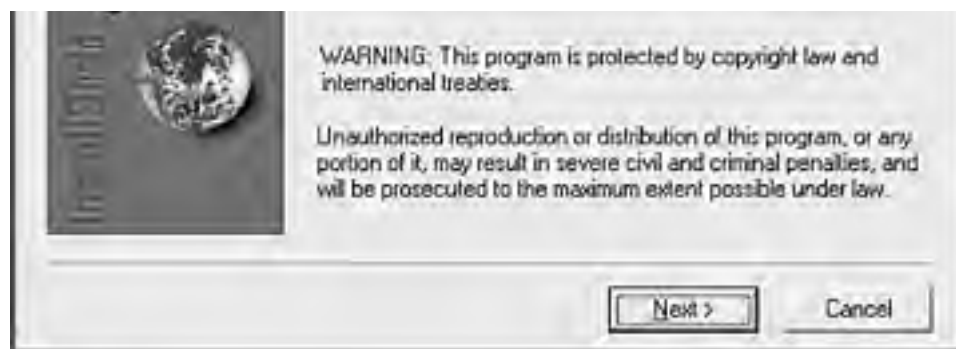 WARNING: This program is protected by copyright law and
international treaties.
Unauthorized reproduction or distribution of this program, or any
portion of it, may result in severe civil and criminal penalties, and
will be prosecuted to the maximum extent possible under law.
Next >
Cancel